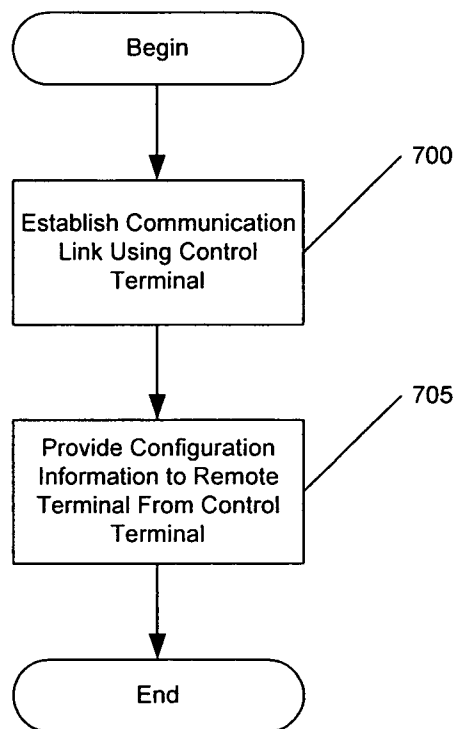 Begin
700
Establish Communication
Link Using Control
Terminal
705
Provide Configuration
Information to Remote
Terminal From Control
Terminal
End